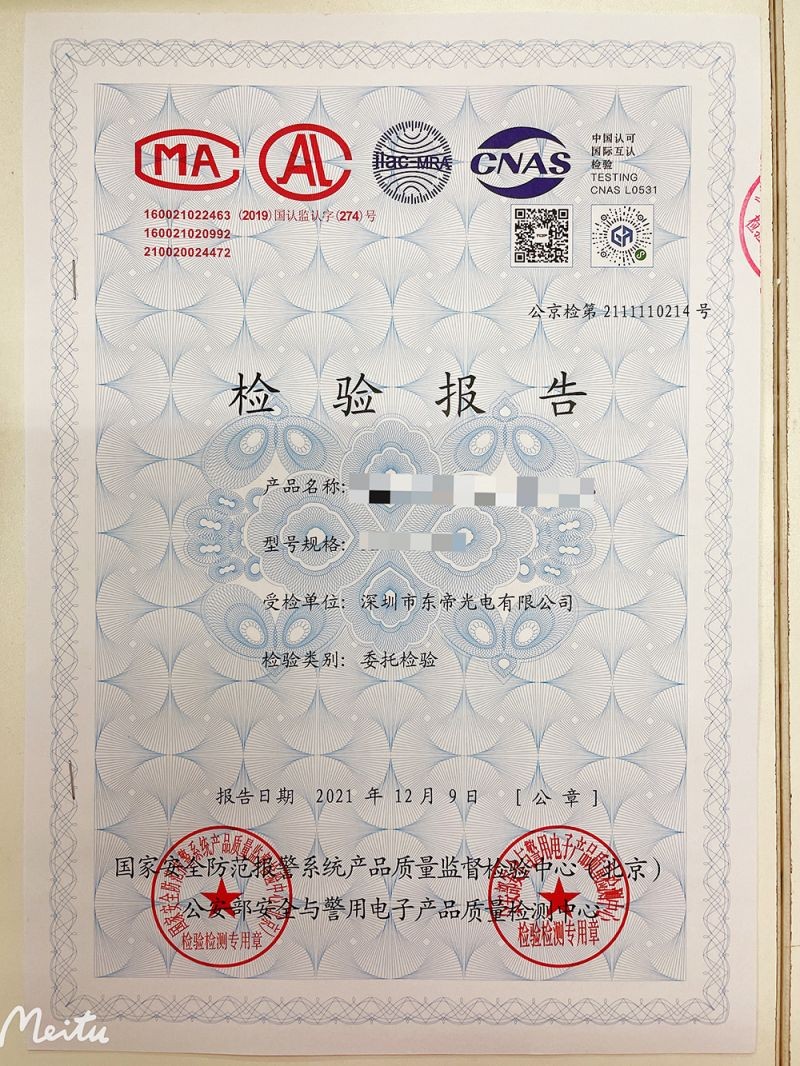 MA
AL
ilac-MRA
CNAS
中国认可
国际互认
检验
TESTING
CNAS L0531
160021022463 (2019)国认监认字(274)号
160021020992
210020024472
公京检第 2111110214 号
检验报告
产品名称:
型号规格:
受检单位: 深圳市东帝光电有限公司
检验类别: 委托检验
报告日期 2021 年 12 月 9 日 [ 公 章 ]
国家安全防范报警系统产品质量监督检验中心(北京)
公安部安全与警用电子产品质量检测中心
检验检测专用章
检验检测专用章
Meitu